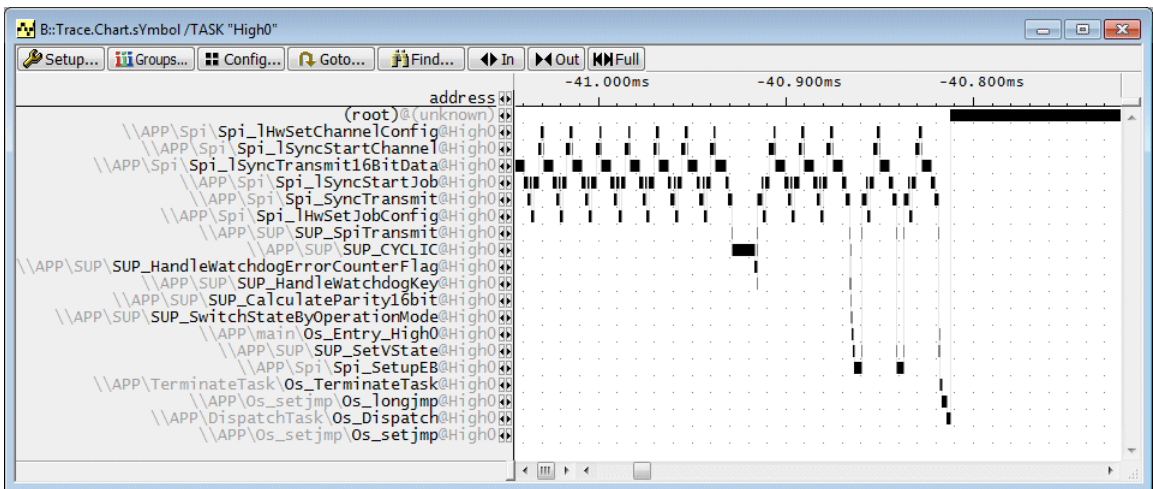 B::Trace.Chart.sYmbol /TASK "High0"
Setup... Groups... Config... Goto... Find... In Out Full
-41.000ms -40.900ms -40.800ms
address
(root)@(unknown)
\\APP\Spi\Spi_lHwSetChannelConfig@High0
\\APP\Spi\Spi_lSyncStartChannel@High0
\\APP\Spi\Spi_lSyncTransmit16BitData@High0
\\APP\Spi\Spi_lSyncStartJob@High0
\\APP\Spi\Spi_SyncTransmit@High0
\\APP\Spi\Spi_lHwSetJobConfig@High0
\\APP\SUP\SUP_SpiTransmit@High0
\\APP\SUP\SUP_CYCLIC@High0
\\APP\SUP\SUP_HandleWatchdogErrorCounterFlag@High0
\\APP\SUP\SUP_HandleWatchdogKey@High0
\\APP\SUP\SUP_CalculateParity16bit@High0
\\APP\SUP\SUP_SwitchStateByOperationMode@High0
\\APP\main\Os_Entry_High0@High0
\\APP\SUP\SUP_SetVState@High0
\\APP\Spi\Spi_SetupEB@High0
\\APP\TerminateTask\Os_TerminateTask@High0
\\APP\Os_setjmp\Os_longjmp@High0
\\APP\DispatchTask\Os_Dispatch@High0
\\APP\Os_setjmp\Os_setjmp@High0